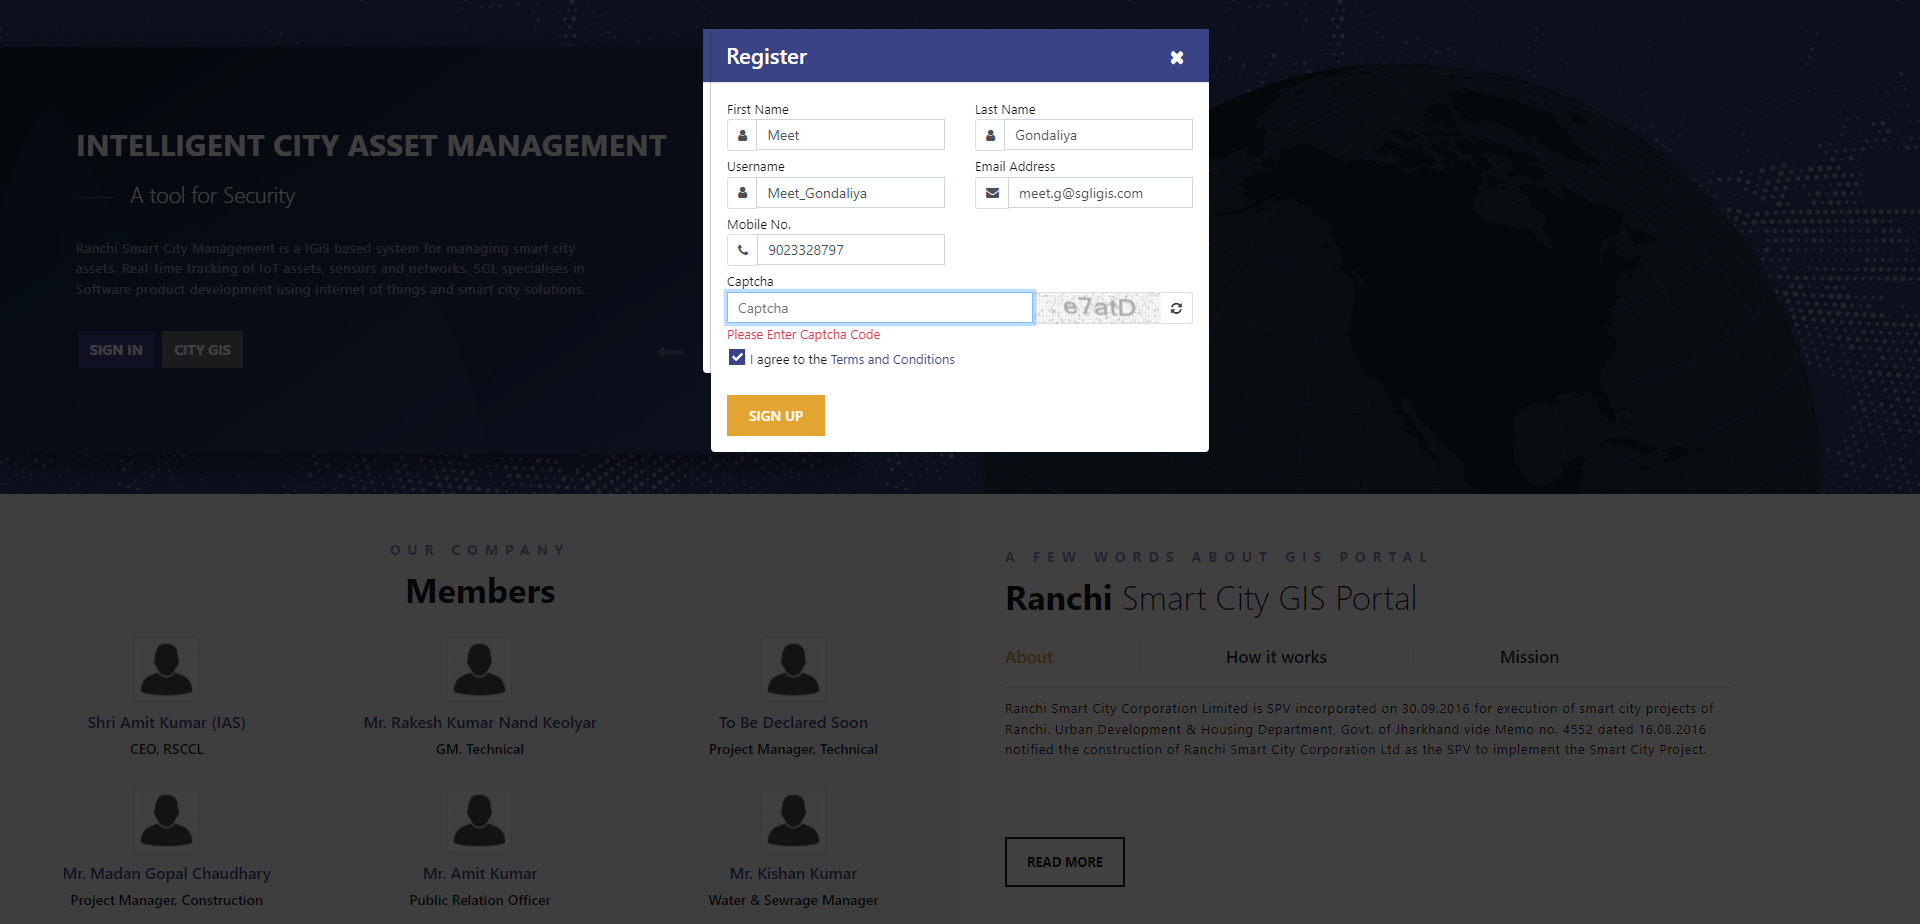 Register
First Name
Last Name
Meet
Gondaliya
Username
Email Address
Meet_Gondaliya
meet.g@sgligis.com
Mobile No.
9023328797
Captcha
Captcha
e7atD
Please Enter Captcha Code
I agree to the Terms and Conditions
SIGN UP
INTELLIGENT CITY ASSET MANAGEMENT
A tool for Security
Ranchi Smart City Management is a IGiS based system for managing smart city
assets. Real-time tracking of IoT assets, sensors and networks. SGL specialises in
Software product development using Internet of things and smart city solutions.
SIGN IN
CITY GIS
OUR COMPANY
Members
Shri Amit Kumar (IAS)
CEO, RSCCL
Mr. Rakesh Kumar Nand Keolyar
GM. Technical
To Be Declared Soon
Project Manager, Technical
Mr. Madan Gopal Chaudhary
Project Manager, Construction
Mr. Amit Kumar
Public Relation Officer
Mr. Kishan Kumar
Water & Sewrage Manager
A FEW WORDS ABOUT GIS PORTAL
Ranchi Smart City GIS Portal
About
How it works
Mission
Ranchi Smart City Corporation Limited is SPV incorporated on 30.09.2016 for execution of smart city projects of
Ranchi. Urban Development & Housing Department, Govt. of Jharkhand vide Memo no. 4552 dated 16.08.2016
notified the construction of Ranchi Smart City Corporation Ltd as the SPV to implement the Smart City Project.
READ MORE